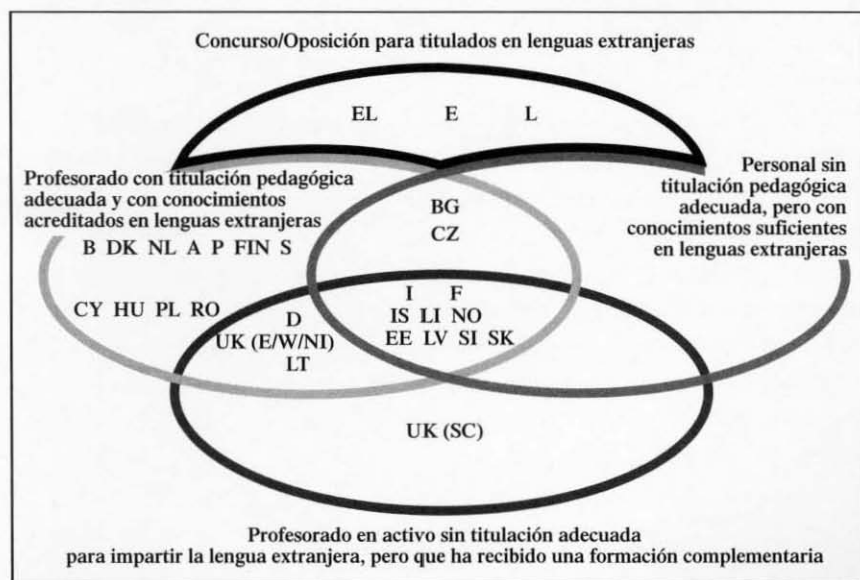 Concurso/Oposición para titulados en lenguas extranjeras
EL E L
Profesorado con titulación pedagógica
adecuada y con conocimientos
acreditados en lenguas extranjeras
Personal sin
titulación pedagógica
adecuada, pero con
conocimientos suficientes
en lenguas extranjeras
BG
CZ
B DK NL A P FIN S
CY HU PL RO
D
UK (E/W/NI)
LT
I F
IS LI NO
EE LV SI SK
UK (SC)
Profesorado en activo sin titulación adecuada
para impartir la lengua extranjera, pero que ha recibido una formación complementaria